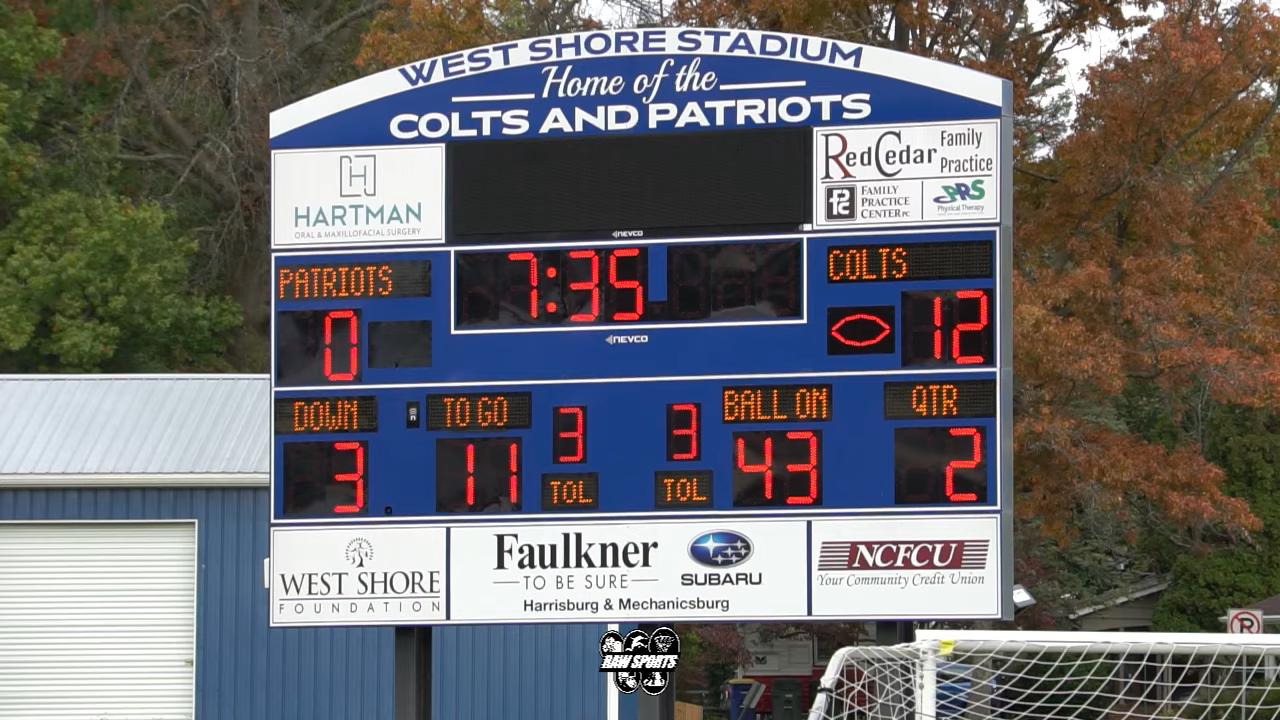 WEST SHORE STADIUM
Home of the
COLTS AND PATRIOTS
HARTMAN
ORAL & MAXILLOFACIAL SURGERY
RedCedar Family Practice
FPC FAMILY PRACTICE CENTER PC
PRS
Physical Therapy
NEVCO
PATRIOTS
7:35
COLTS
0
12
NEVCO
DOWN
TO GO
3
3
BALL ON
QTR
3
11
TOL
TOL
43
2
WEST SHORE
FOUNDATION
Faulkner
TO BE SURE
SUBARU
Harrisburg & Mechanicsburg
NCFCU
Your Community Credit Union
RAW SPORTS
P